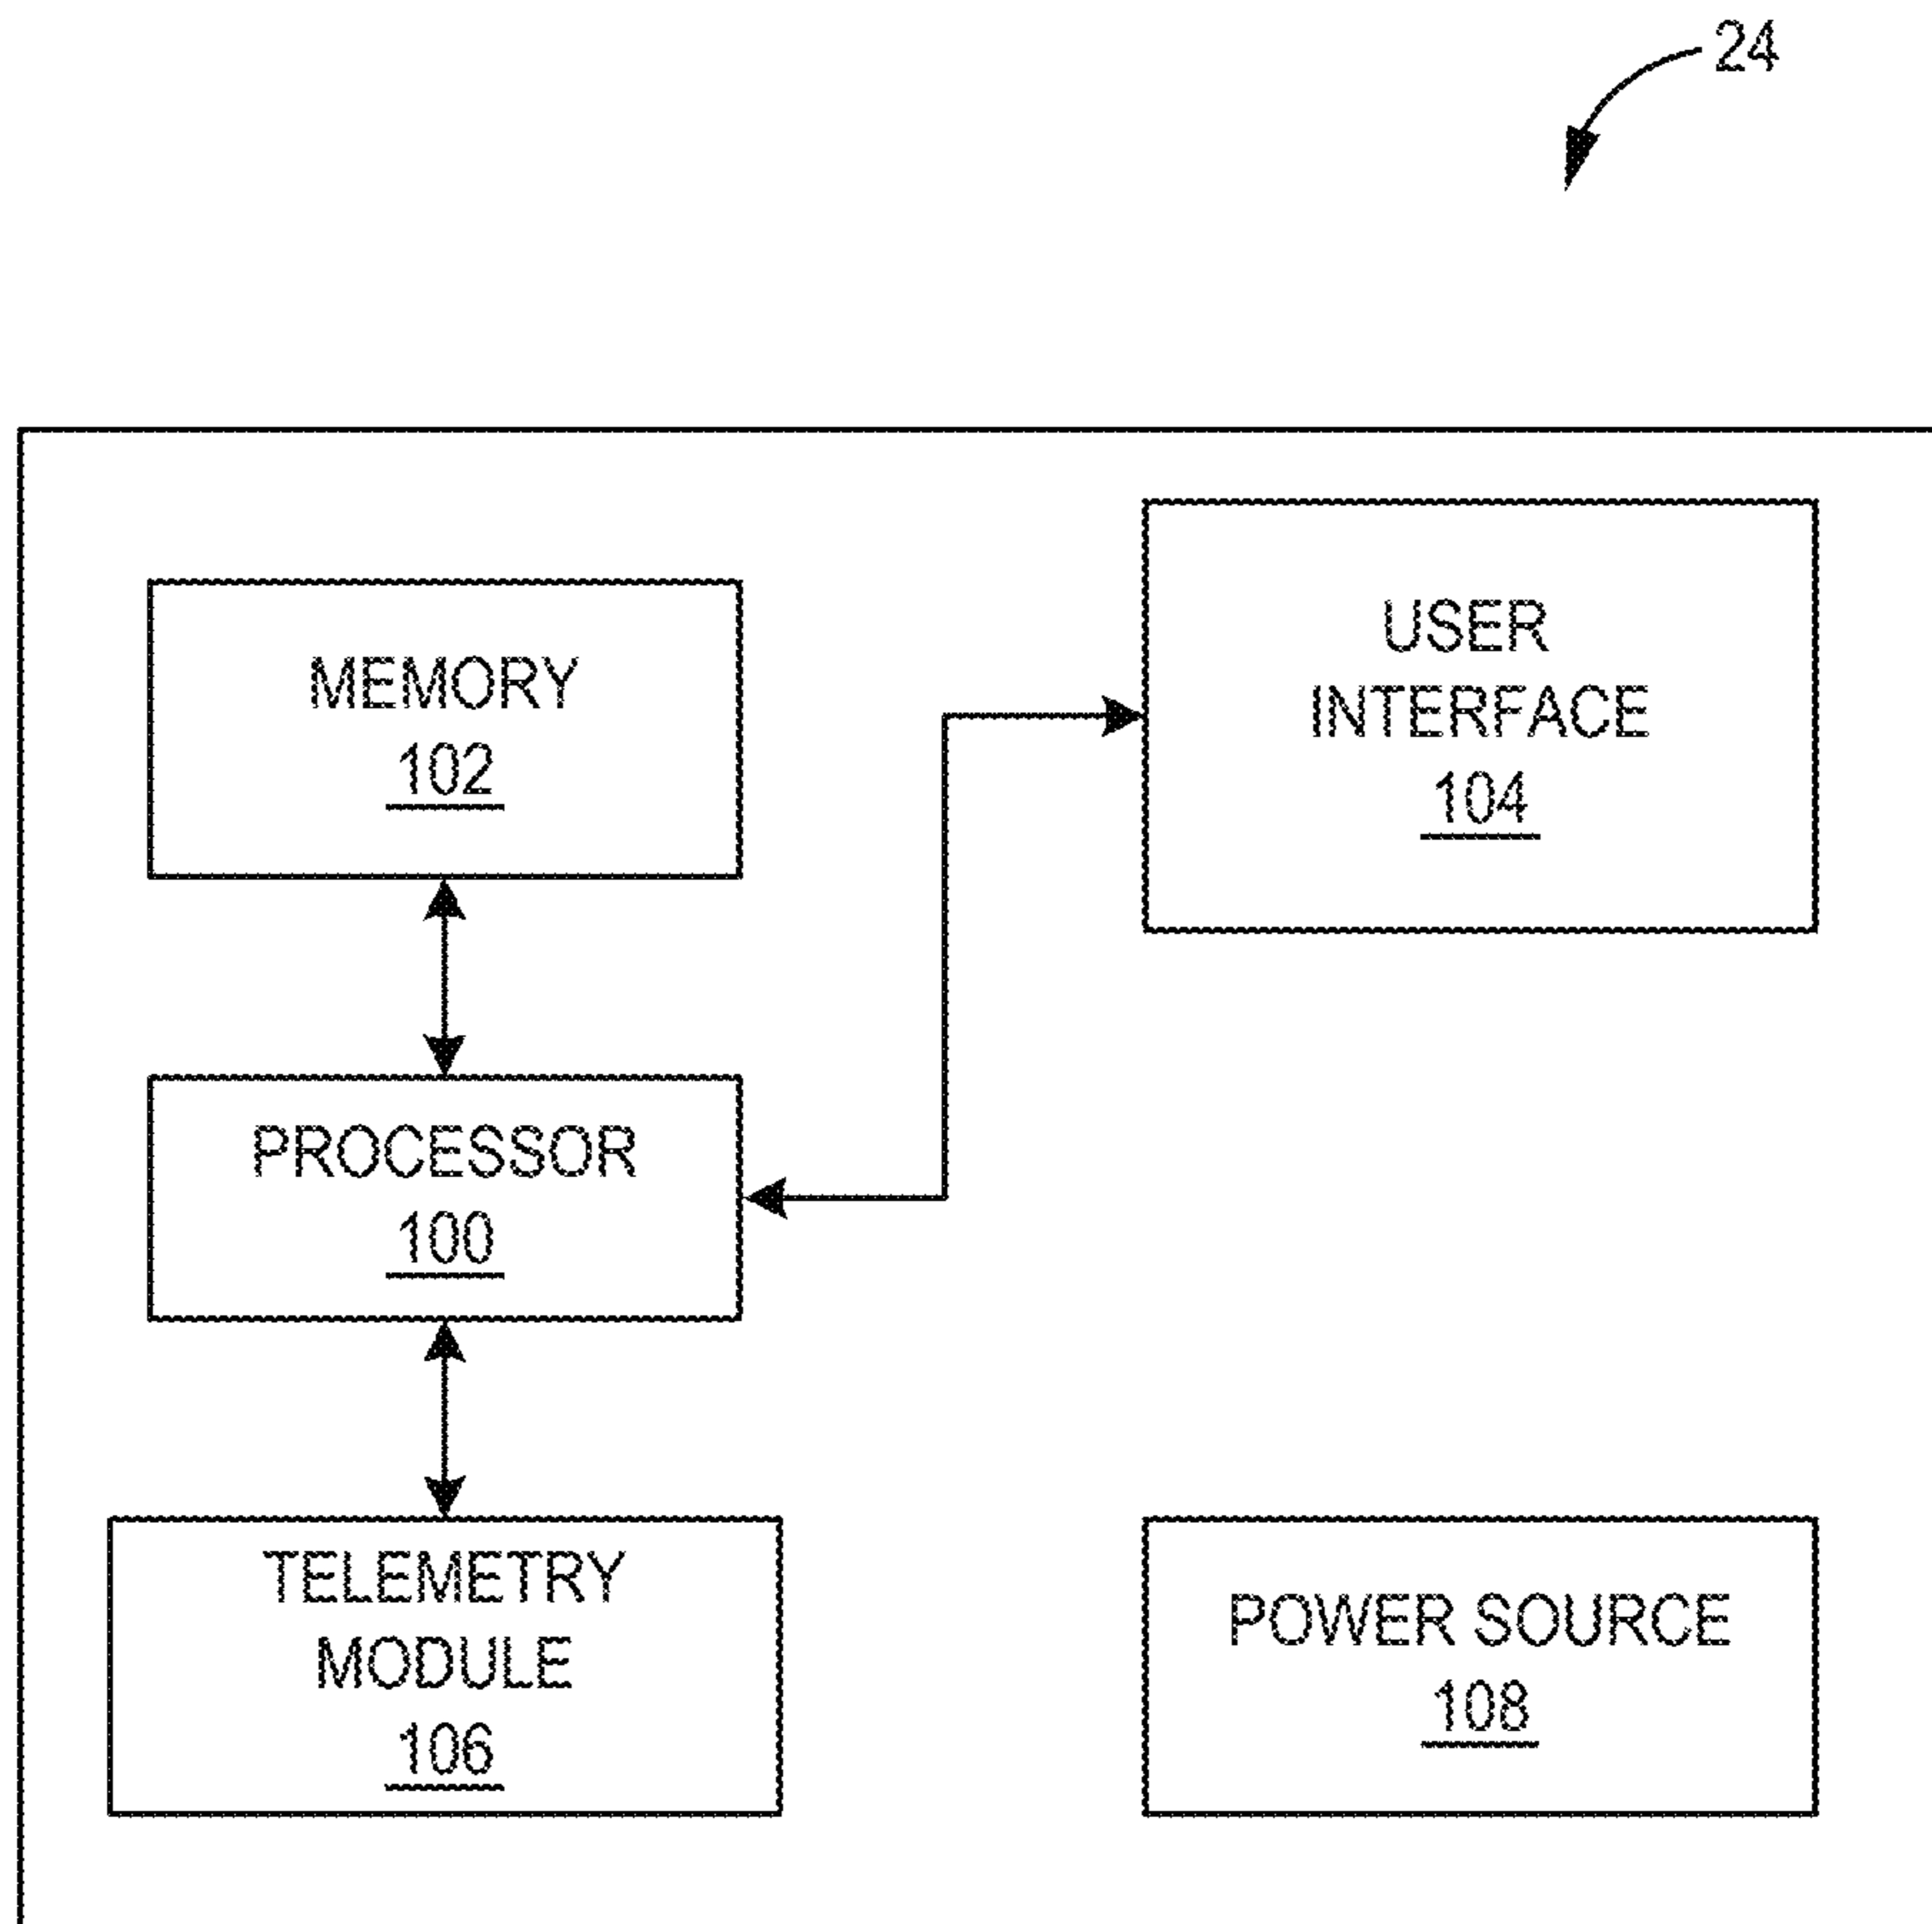 24
MEMORY
102
USER
INTERFACE
104
PROCESSOR
100
TELEMETRY
MODULE
106
POWER SOURCE
108